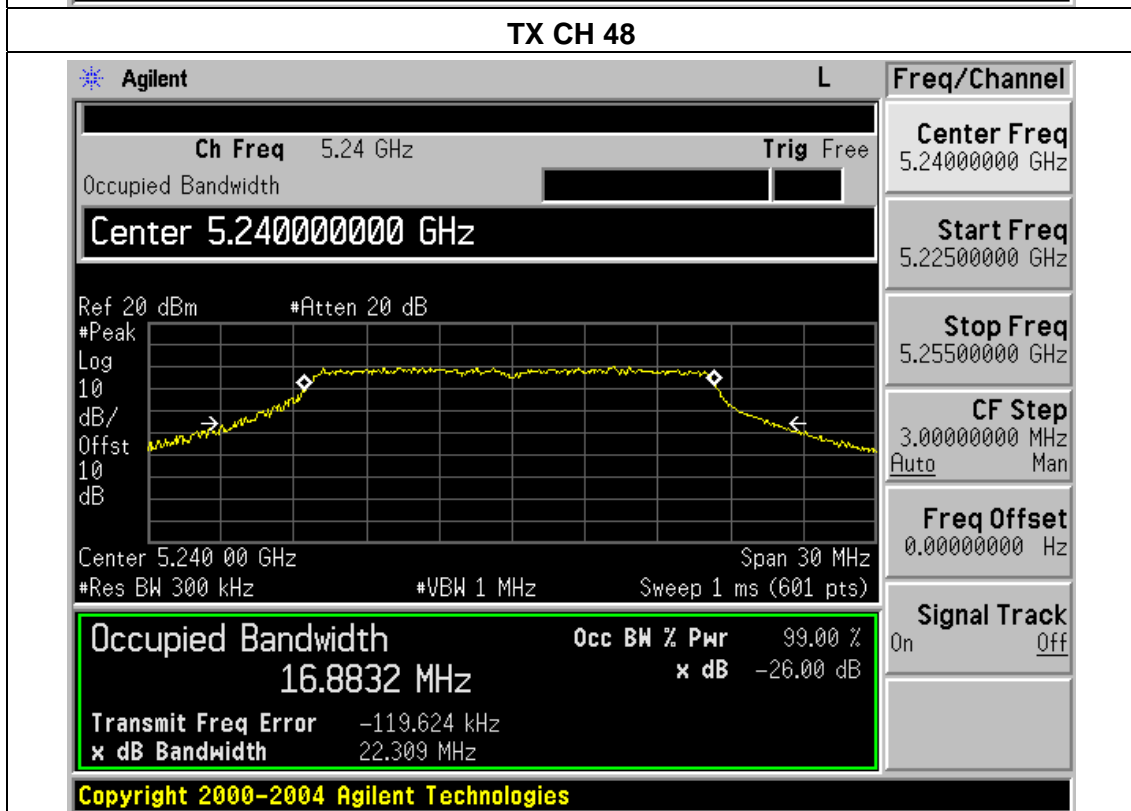 TX CH 48
Agilent L
Freq/Channel
Ch Freq 5.24 GHz Trig Free
Occupied Bandwidth
Center 5.240000000 GHz
Ref 20 dBm #Atten 20 dB
#Peak
Log
10
dB/
Offst
10
dB
Center 5.240 00 GHz Span 30 MHz
#Res BW 300 kHz #VBW 1 MHz Sweep 1 ms (601 pts)
Occupied Bandwidth Occ BW % Pwr 99.00 %
16.8832 MHz x dB -26.00 dB
Transmit Freq Error -119.624 kHz
x dB Bandwidth 22.309 MHz
Copyright 2000-2004 Agilent Technologies
Center Freq
5.24000000 GHz
Start Freq
5.22500000 GHz
Stop Freq
5.25500000 GHz
CF Step
3.00000000 MHz
Auto Man
Freq Offset
0.00000000 Hz
Signal Track
On Off